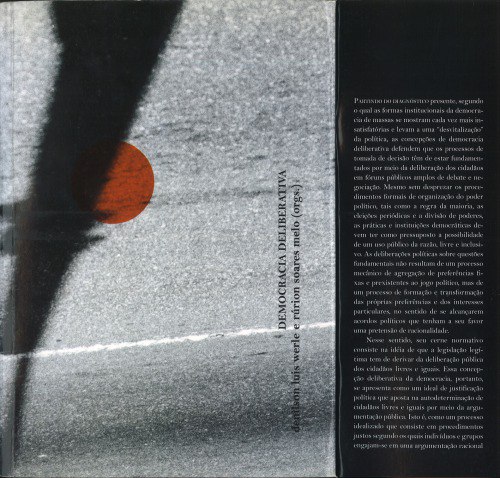 DEMOCRACIA DELIBERATIVA
denilson luis werle e rúrion soares melo (orgs.)
PARTINDO DO DIAGNÓSTICO presente, segundo
o qual as formas institucionais da democra-
cia de massas se mostram cada vez mais in-
satisfatórias e levam a uma "desvitalização"
da política, as concepções de democracia
deliberativa defendem que os processos de
tomada de decisão têm de estar fundamen-
tados por meio da deliberação dos cidadãos
em fóruns públicos amplos de debate e ne-
gociação. Mesmo sem desprezar os proce-
dimentos formais de organização do poder
político, tais como a regra da maioria, as
eleições periódicas e a divisão de poderes,
as práticas e instituições democráticas de-
vem ter como pressuposto a possibilidade
de um uso público da razão, livre e inclusi-
vo. As deliberações políticas sobre questões
fundamentais não resultam de um processo
mecânico de agregação de preferências fi-
xas e preexistentes ao jogo político, mas de
um processo de formação e transformação
das próprias preferências e dos interesses
particulares, no sentido de se alcançarem
acordos políticos que tenham a seu favor
uma pretensão de racionalidade.
Nesse sentido, seu cerne normativo
consiste na idéia de que a legislação legí-
tima tem de derivar da deliberação pública
dos cidadãos livres e iguais. Essa concep-
ção deliberativa da democracia, portanto,
se apresenta como um ideal de justificação
política que aposta na autodeterminação de
cidadãos livres e iguais por meio da argu-
mentação pública. Isto é, como um processo
idealizado que consiste em procedimentos
justos segundo os quais indivíduos e grupos
engajam-se em uma argumentação racional